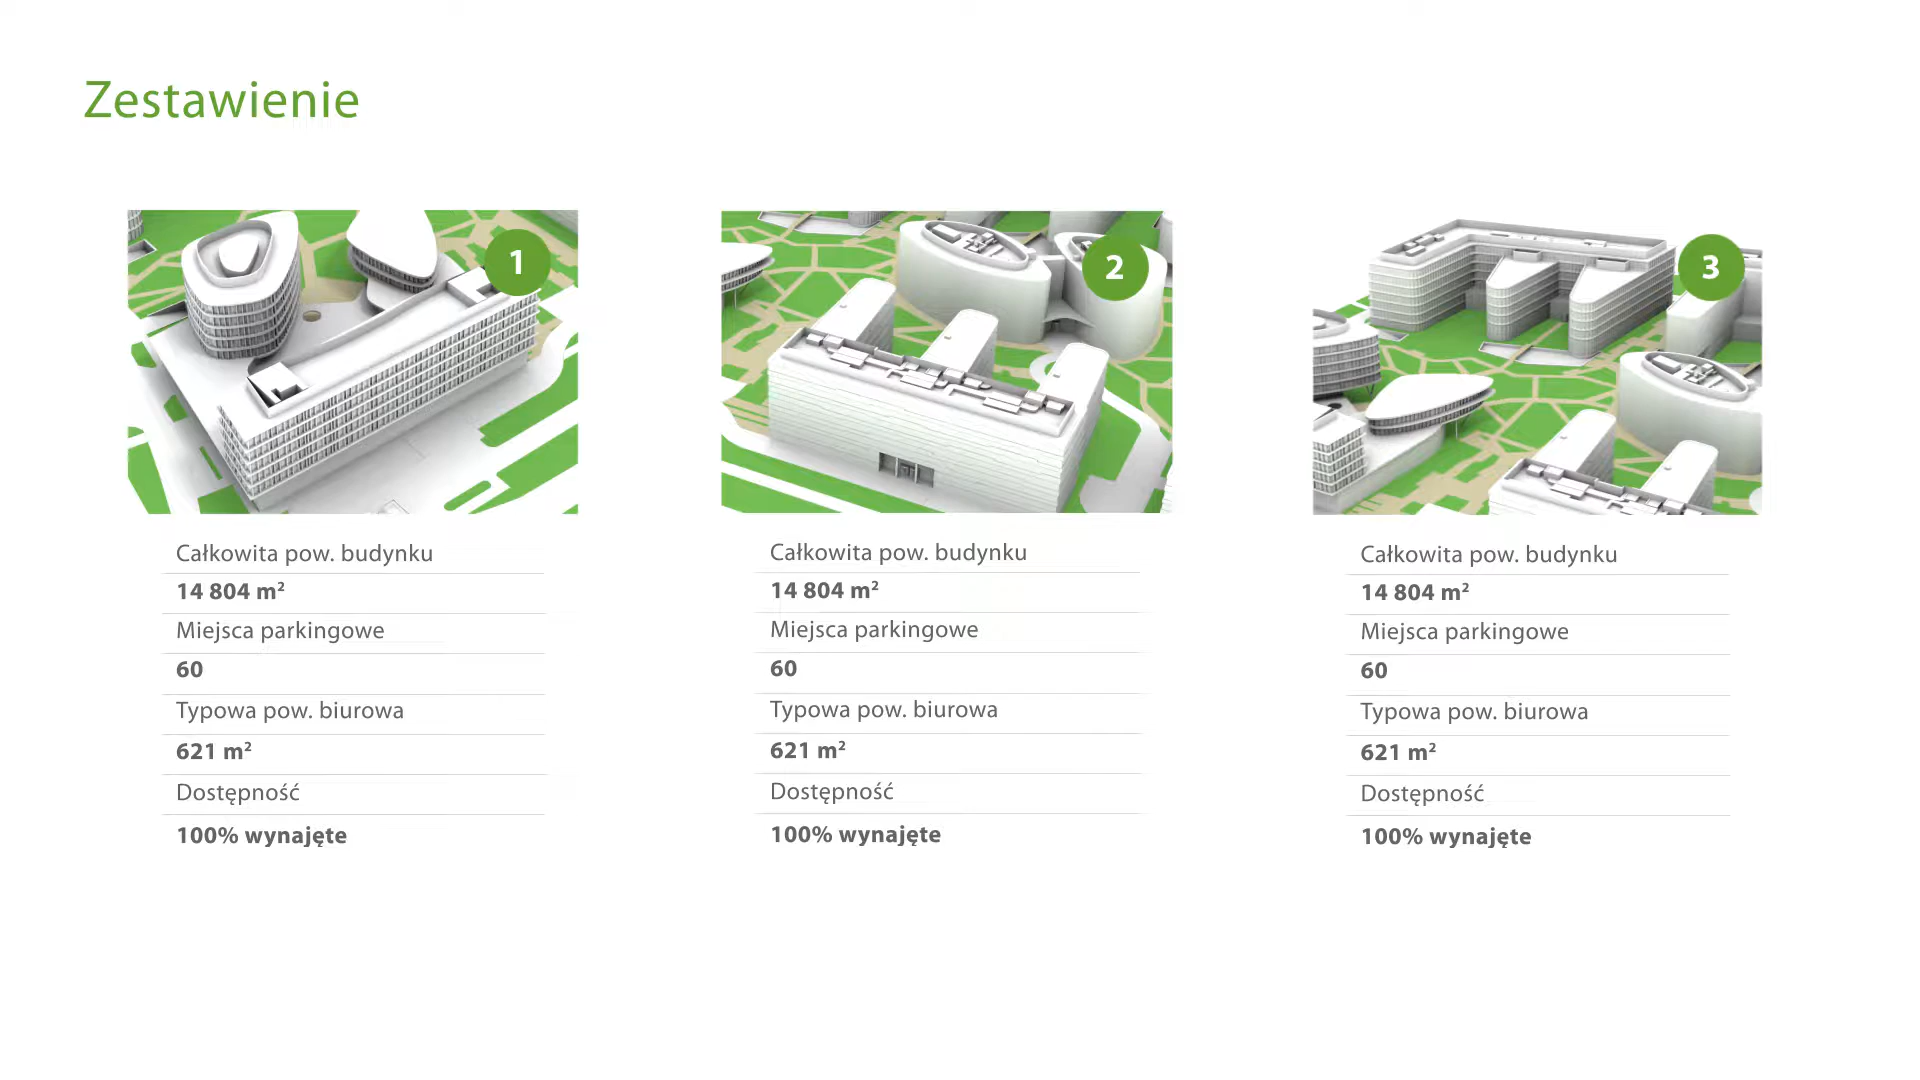 Zestawienie
1
Całkowita pow. budynku
14 804 m²
Miejsca parkingowe
60
Typowa pow. biurowa
621 m²
Dostępność
100% wynajęte
2
Całkowita pow. budynku
14 804 m²
Miejsca parkingowe
60
Typowa pow. biurowa
621 m²
Dostępność
100% wynajęte
3
Całkowita pow. budynku
14 804 m²
Miejsca parkingowe
60
Typowa pow. biurowa
621 m²
Dostępność
100% wynajęte